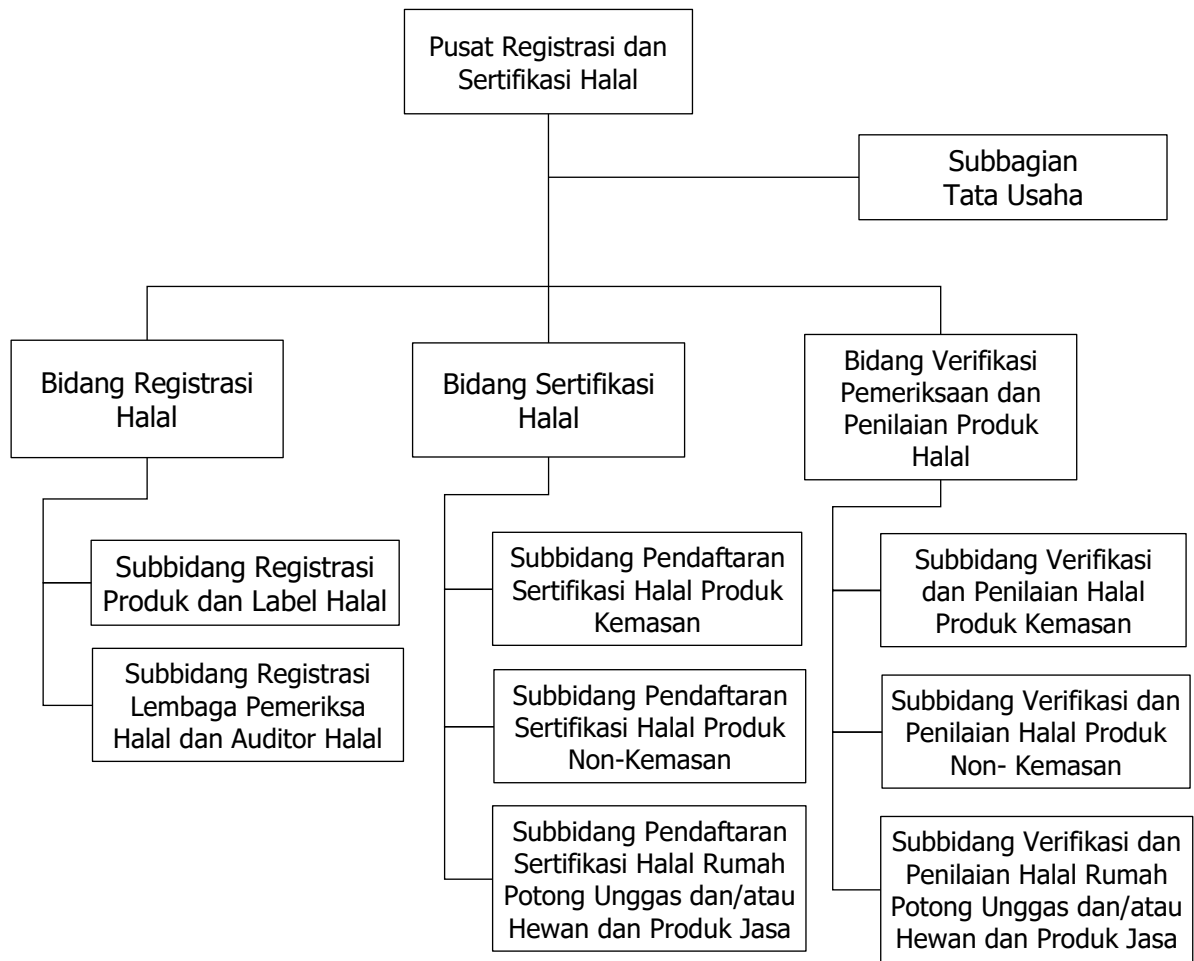 Pusat Registrasi dan
Sertifikasi Halal
Subbagian
Tata Usaha
Bidang Registrasi
Halal
Bidang Sertifikasi
Halal
Bidang Verifikasi
Pemeriksaan dan
Penilaian Produk
Halal
Subbidang Registrasi
Produk dan Label Halal
Subbidang Registrasi
Lembaga Pemeriksa
Halal dan Auditor Halal
Subbidang Pendaftaran
Sertifikasi Halal Produk
Kemasan
Subbidang Pendaftaran
Sertifikasi Halal Produk
Non-Kemasan
Subbidang Pendaftaran
Sertifikasi Halal Rumah
Potong Unggas dan/atau
Hewan dan Produk Jasa
Subbidang Verifikasi
dan Penilaian Halal
Produk Kemasan
Subbidang Verifikasi dan
Penilaian Halal Produk
Non- Kemasan
Subbidang Verifikasi dan
Penilaian Halal Rumah
Potong Unggas dan/atau
Hewan dan Produk Jasa